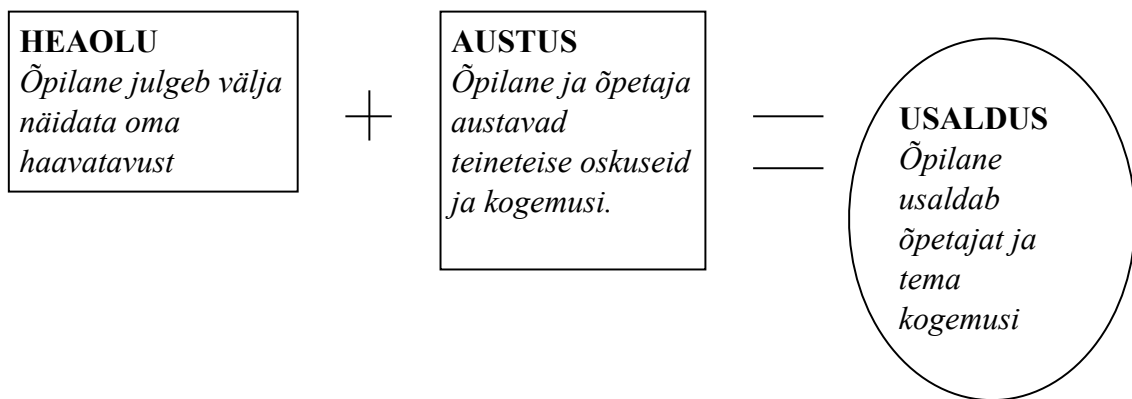 HEAOLU
Õpilane julgeb välja
näidata oma
haavatavust
+
AUSTUS
Õpilane ja õpetaja
austavad
teineteise oskuseid
ja kogemusi.
=
USALDUS
Õpilane
usaldab
õpetajat ja
tema
kogemusi